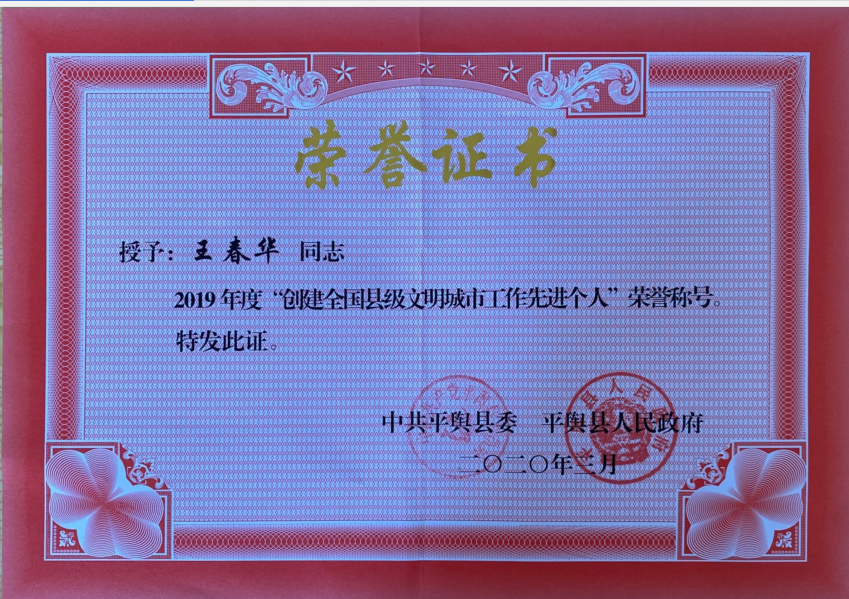 荣誉证书
授予：王春华 同志
2019年度“创建全国县级文明城市工作先进个人”荣誉称号。
特发此证。
中共平舆县委 平舆县人民政府
二〇二〇年三月